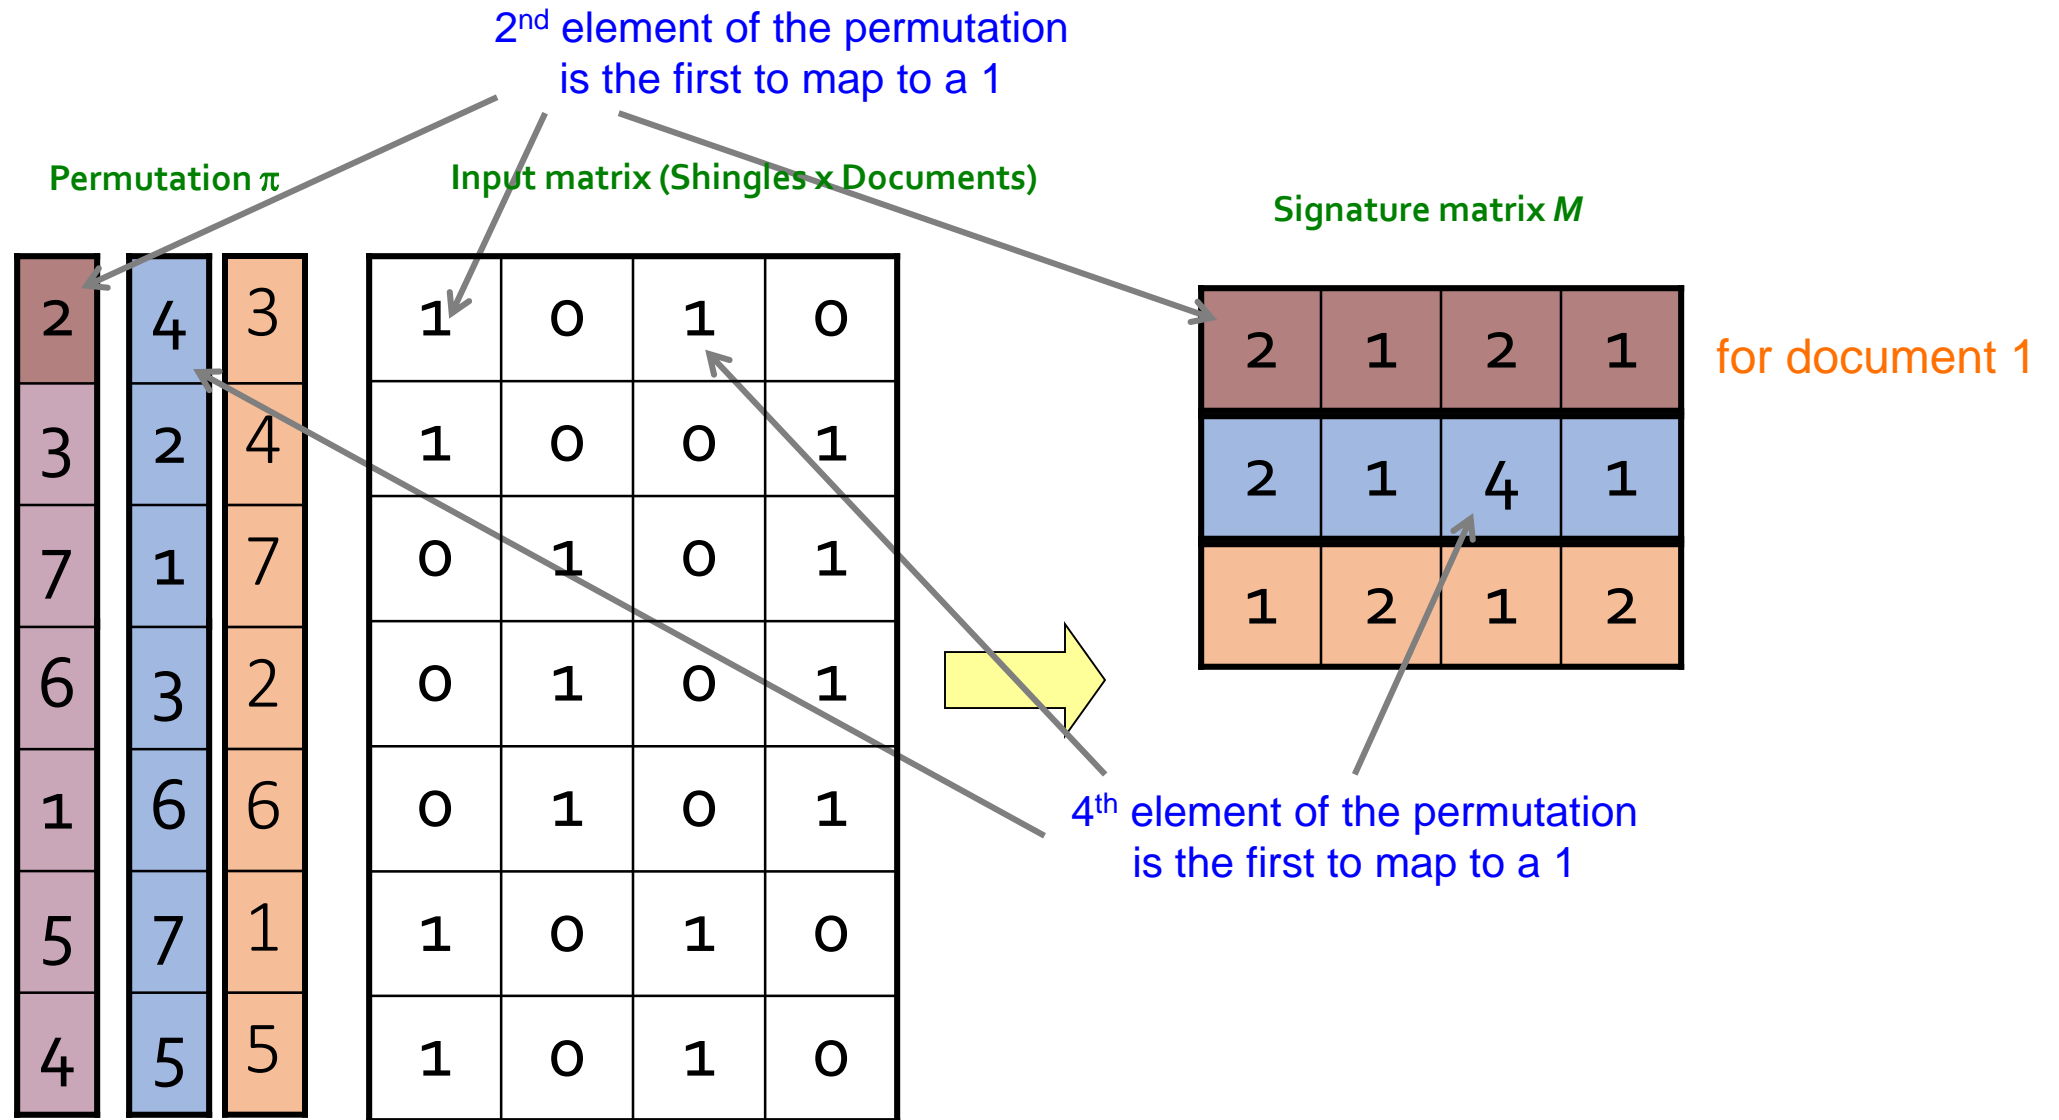 2nd element of the permutation
is the first to map to a 1
Permutation π
Input matrix (Shingles x Documents)
Signature matrix M
2 4 3 1 0 1 0
3 2 4 1 0 0 1
7 1 7 0 1 0 1
6 3 2 0 1 0 1
1 6 6 0 1 0 1
5 7 1 1 0 1 0
4 5 5 1 0 1 0
2 1 2 1
for document 1
2 1 4 1
1 2 1 2
4th element of the permutation
is the first to map to a 1